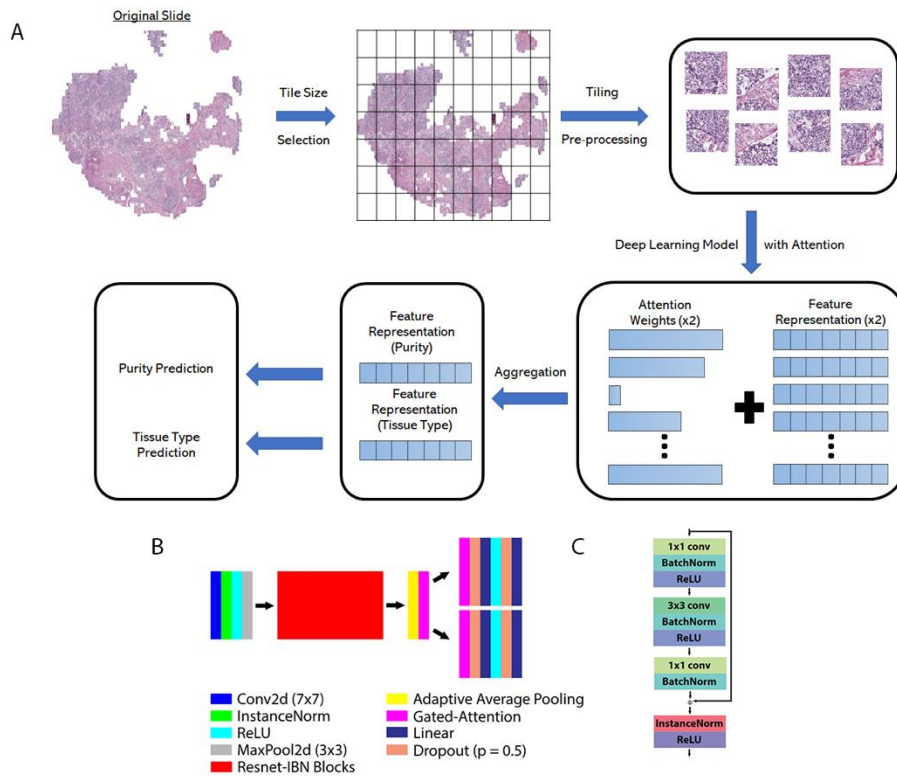 A
Original Slide
Tile Size
Selection
Tiling
Pre-processing
Deep Learning Model
with Attention
Attention
Weights (x2)
Feature
Representation (x2)
Aggregation
Feature
Representation
(Purity)
Feature
Representation
(Tissue Type)
Purity Prediction
Tissue Type
Prediction
B
Conv2d (7x7)
InstanceNorm
ReLU
MaxPool2d (3x3)
Resnet-IBN Blocks
Adaptive Average Pooling
Gated-Attention
Linear
Dropout (p = 0.5)
C
1x1 conv
BatchNorm
ReLU
3x3 conv
BatchNorm
ReLU
1x1 conv
BatchNorm
InstanceNorm
ReLU